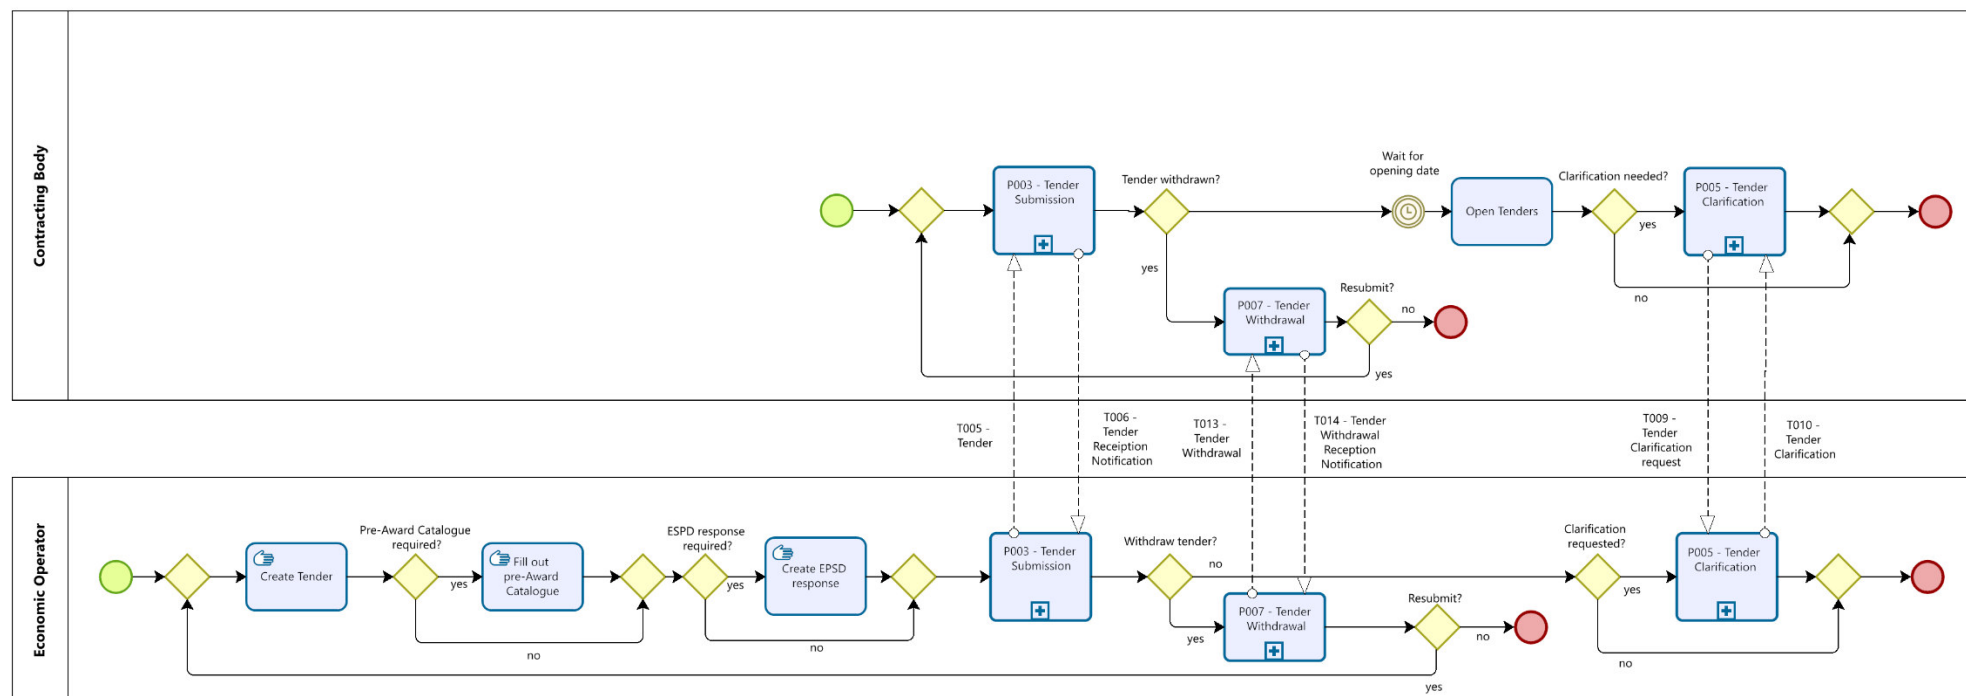 Contracting Body
P003 - Tender
Submission
Tender withdrawn?
yes
P007 - Tender
Withdrawal
Resubmit?
no
yes
Wait for
opening date
Open Tenders
Clarification needed?
yes
no
P005 - Tender
Clarification
T005 -
Tender
T006 -
Tender
Receiption
Notification
T013 -
Tender
Withdrawal
T014 - Tender
Withdrawal
Reception
Notification
T009 -
Tender
Clarification
request
T010 -
Tender
Clarification
Economic Operator
Create Tender
Pre-Award Catalogue
required?
yes
no
Fill out
pre-Award
Catalogue
ESPD response
required?
yes
no
Create EPSD
response
P003 - Tender
Submission
Withdraw tender?
no
yes
P007 - Tender
Withdrawal
Resubmit?
no
yes
Clarification
requested?
yes
no
P005 - Tender
Clarification